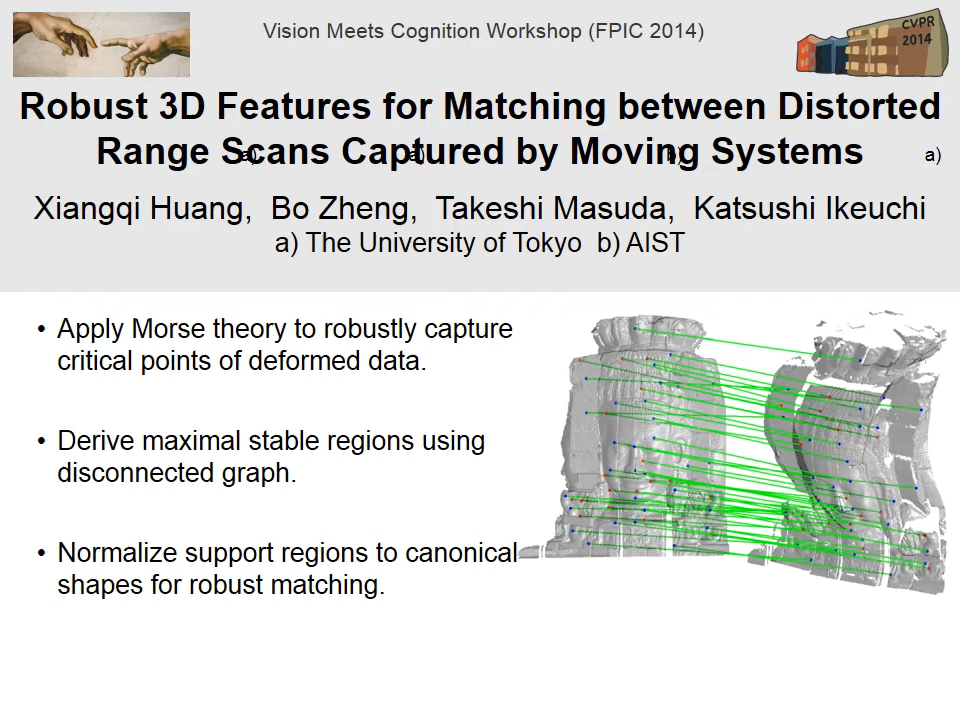 Vision Meets Cognition Workshop (FPIC 2014)
CVPR
2014
Robust 3D Features for Matching between Distorted
Range Scans Captured by Moving Systems
a) a) b) a)
Xiangqi Huang, Bo Zheng, Takeshi Masuda, Katsushi Ikeuchi
a) The University of Tokyo b) AIST
• Apply Morse theory to robustly capture
critical points of deformed data.
• Derive maximal stable regions using
disconnected graph.
• Normalize support regions to canonical
shapes for robust matching.